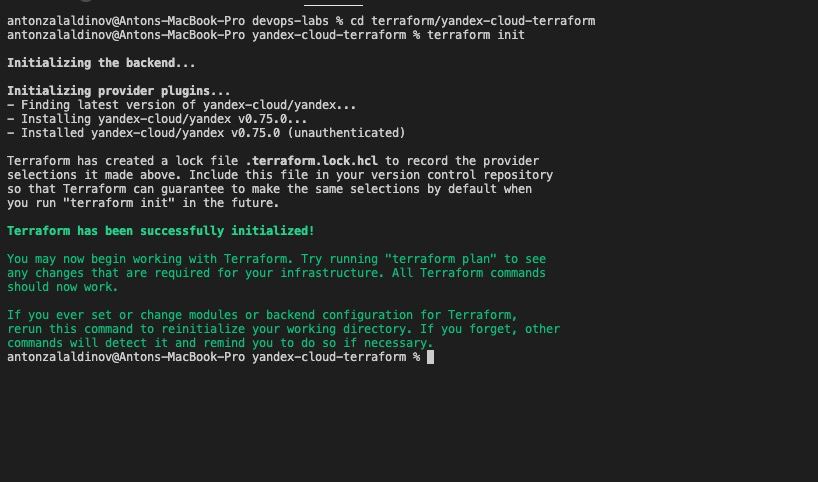 antonzalaldinov@Antons-MacBook-Pro devops-labs % cd terraform/yandex-cloud-terraform
antonzalaldinov@Antons-MacBook-Pro yandex-cloud-terraform % terraform init
Initializing the backend...
Initializing provider plugins...
- Finding latest version of yandex-cloud/yandex...
- Installing yandex-cloud/yandex v0.75.0...
- Installed yandex-cloud/yandex v0.75.0 (unauthenticated)
Terraform has created a lock file .terraform.lock.hcl to record the provider
selections it made above. Include this file in your version control repository
so that Terraform can guarantee to make the same selections by default when
you run "terraform init" in the future.
Terraform has been successfully initialized!
You may now begin working with Terraform. Try running "terraform plan" to see
any changes that are required for your infrastructure. All Terraform commands
should now work.
If you ever set or change modules or backend configuration for Terraform,
rerun this command to reinitialize your working directory. If you forget, other
commands will detect it and remind you to do so if necessary.
antonzalaldinov@Antons-MacBook-Pro yandex-cloud-terraform %